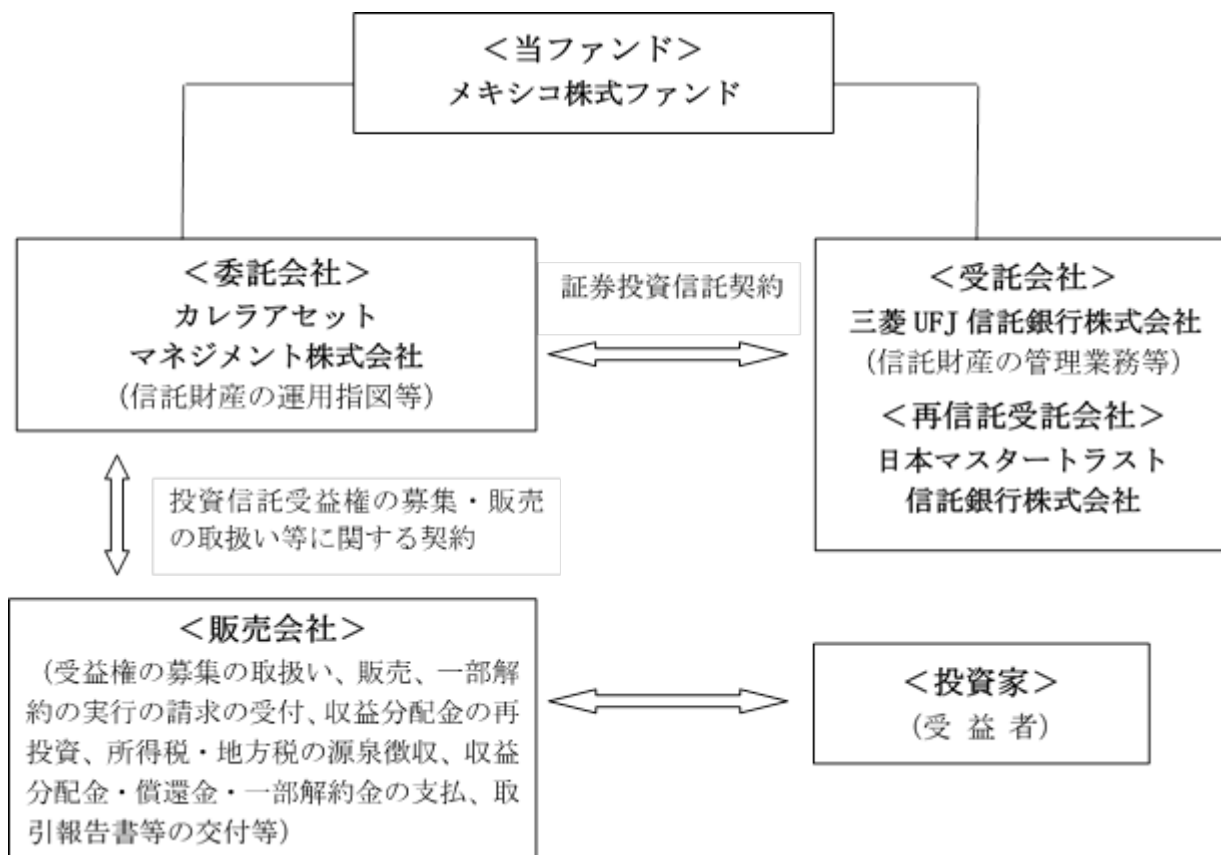 <当ファンド>
メキシコ株式ファンド
<委託会社>
カレラアセット
マネジメント株式会社
(信託財産の運用指図等)
証券投資信託契約
<受託会社>
三菱 UFJ 信託銀行株式会社
(信託財産の管理業務等)
<再信託受託会社>
日本マスタートラスト
信託銀行株式会社
投資信託受益権の募集・販売
の取扱い等に関する契約
<販売会社>
(受益権の募集の取扱い、販売、一部解
約の実行の請求の受付、収益分配金の再
投資、所得税・地方税の源泉徴収、収益
分配金・償還金・一部解約金の支払、取
引報告書等の交付等)
<投資家>
(受 益 者)